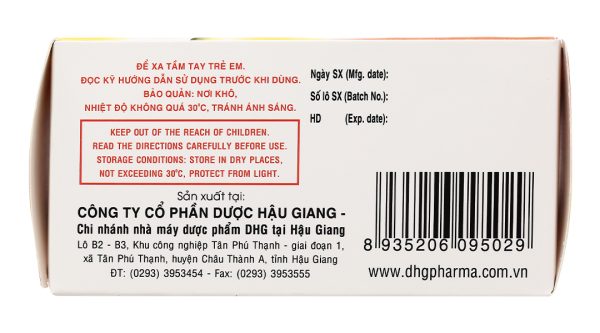 ĐỂ XA TẦM TAY TRẺ EM.
ĐỌC KỸ HƯỚNG DẪN SỬ DỤNG TRƯỚC KHI DÙNG.
BẢO QUẢN: NƠI KHÔ,
NHIỆT ĐỘ KHÔNG QUÁ 30°C, TRÁNH ÁNH SÁNG.
KEEP OUT OF THE REACH OF CHILDREN.
READ THE DIRECTIONS CAREFULLY BEFORE USE.
STORAGE CONDITIONS: STORE IN DRY PLACES,
NOT EXCEEDING 30°C, PROTECT FROM LIGHT.
Sản xuất tại:
CÔNG TY CỔ PHẦN DƯỢC HẬU GIANG -
Chi nhánh nhà máy dược phẩm DHG tại Hậu Giang
Lô B2 - B3, Khu công nghiệp Tân Phú Thạnh - giai đoạn 1,
xã Tân Phú Thạnh, huyện Châu Thành A, tỉnh Hậu Giang
ĐT: (0293) 3953454 - Fax: (0293) 3953555
Ngày SX (Mfg. date):
Số lô SX (Batch No.):
HD (Exp. date):
8 935206 095029
www.dhgpharma.com.vn